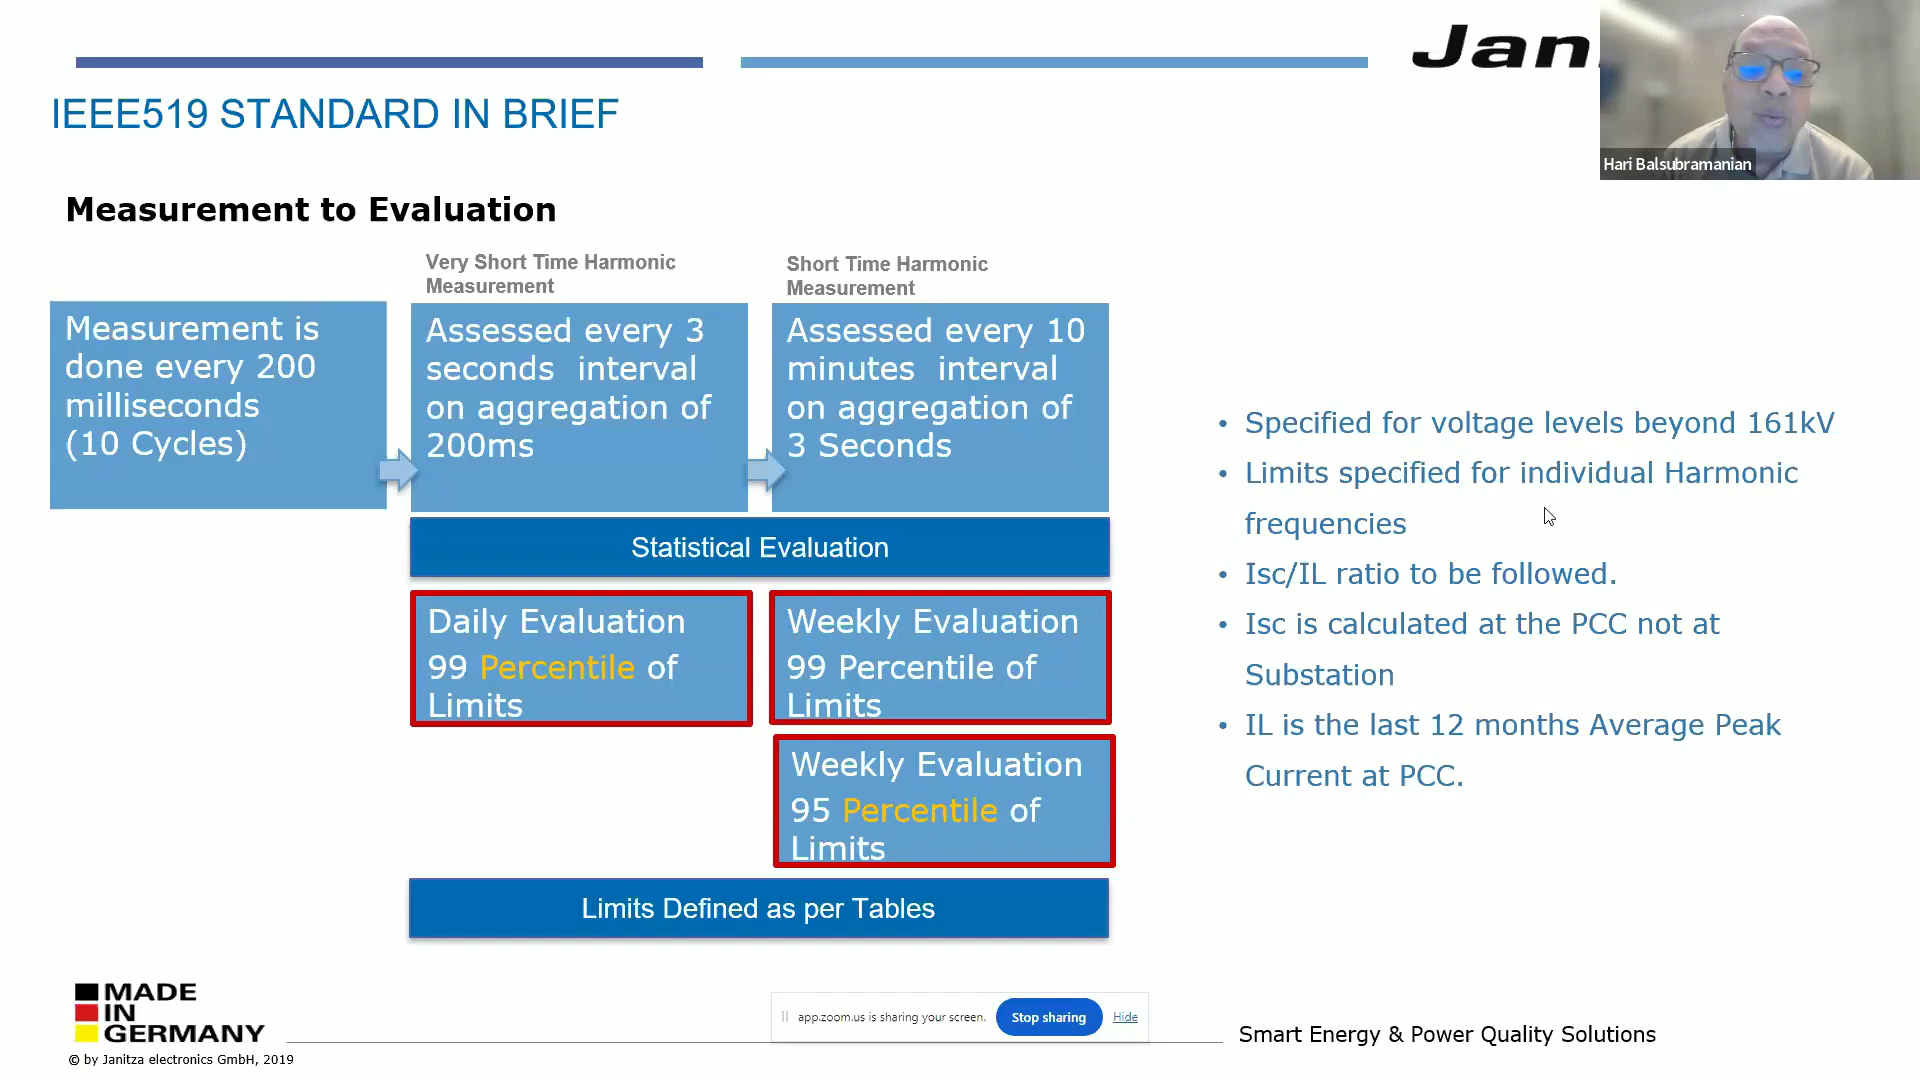 Jan
Hari Balsubramanian
IEEE519 STANDARD IN BRIEF
Measurement to Evaluation
Very Short Time Harmonic
Measurement
Short Time Harmonic
Measurement
Measurement is
done every 200
milliseconds
(10 Cycles)
Assessed every 3
seconds interval
on aggregation of
200ms
Assessed every 10
minutes interval
on aggregation of
3 Seconds
Statistical Evaluation
Daily Evaluation
99 Percentile of
Limits
Weekly Evaluation
99 Percentile of
Limits
Weekly Evaluation
95 Percentile of
Limits
Limits Defined as per Tables
• Specified for voltage levels beyond 161kV
• Limits specified for individual Harmonic
frequencies
• Isc/IL ratio to be followed.
• Isc is calculated at the PCC not at
Substation
• IL is the last 12 months Average Peak
Current at PCC.
MADE
IN
GERMANY
© by Janitza electronics GmbH, 2019
app.zoom.us is sharing your screen.
Stop sharing
Hide
Smart Energy & Power Quality Solutions